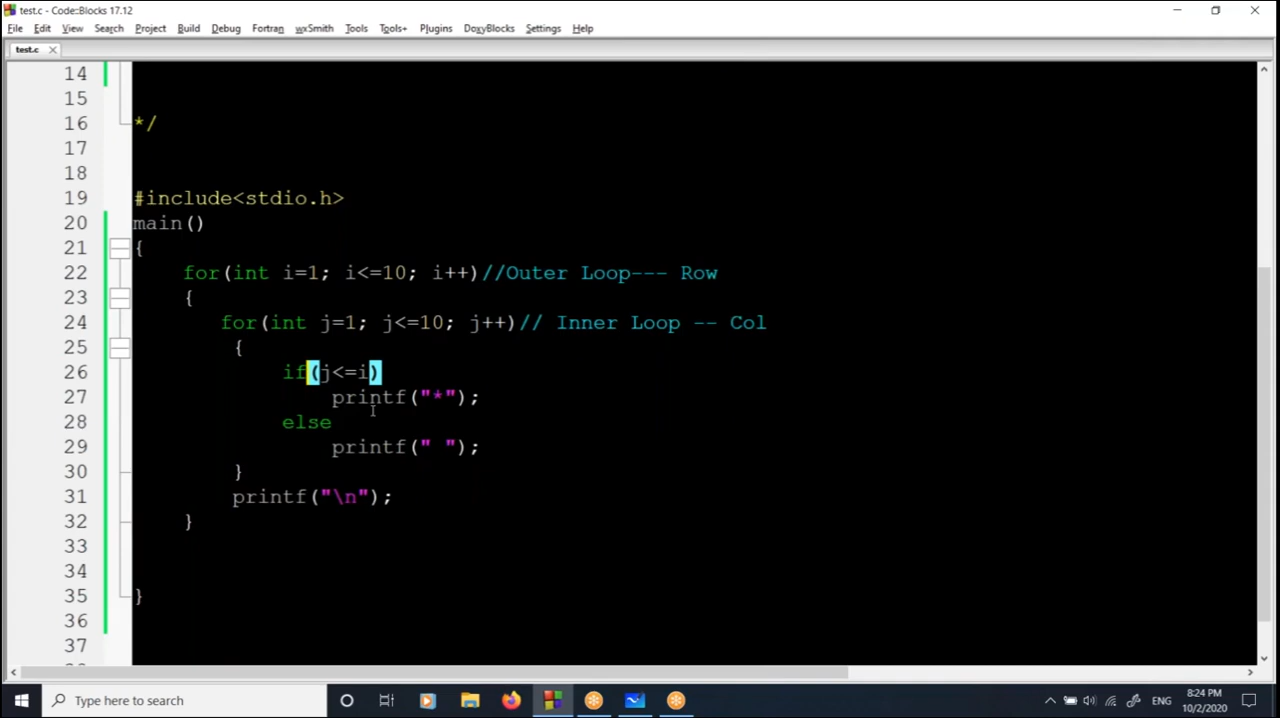 test.c - Code::Blocks 17.12
File Edit View Search Project Build Debug Fortran wxSmith Tools Tools+ Plugins DoxyBlocks Settings Help
test.c
14
15
16 */
17
18
19 #include<stdio.h>
20 main()
21 {
22 for(int i=1; i<=10; i++)//Outer Loop--- Row
23 {
24 for(int j=1; j<=10; j++)// Inner Loop -- Col
25 {
26 if(j<=i)
27 printf("*");
28 else
29 printf(" ");
30 }
31 printf("\n");
32 }
33
34
35 }
36
37
Type here to search
ENG
8:24 PM
10/2/2020